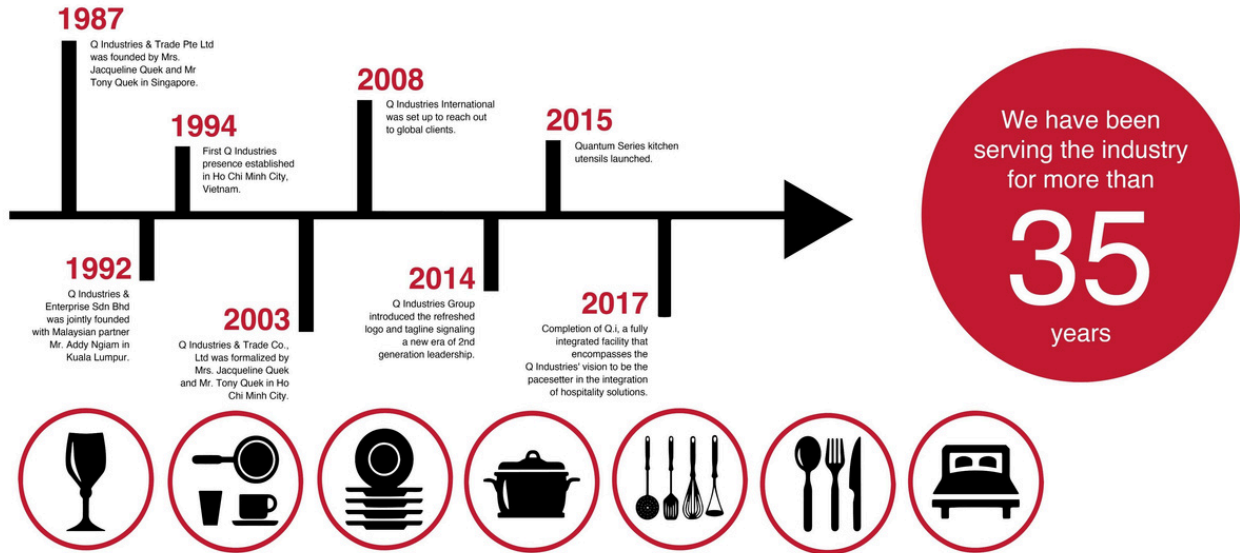 1987
Q Industries & Trade Pte Ltd
was founded by Mrs.
Jacqueline Quek and Mr
Tony Quek in Singapore.
1994
First Q Industries
presence established
in Ho Chi Minh City,
Vietnam.
2008
Q Industries International
was set up to reach out
to global clients.
2015
Quantum Series kitchen
utensils launched.
1992
Q Industries &
Enterprise Sdn Bhd
was jointly founded
with Malaysian partner
Mr. Addy Ngiam in
Kuala Lumpur.
2003
Q Industries & Trade Co.,
Ltd was formalized by
Mrs. Jacqueline Quek
and Mr. Tony Quek in Ho
Chi Minh City.
2014
Q Industries Group
introduced the refreshed
logo and tagline signaling
a new era of 2nd
generation leadership.
2017
Completion of Q.i, a fully
integrated facility that
encompasses the
Q Industries' vision to be the
pacesetter in the integration
of hospitality solutions.
We have been
serving the industry
for more than
35
years